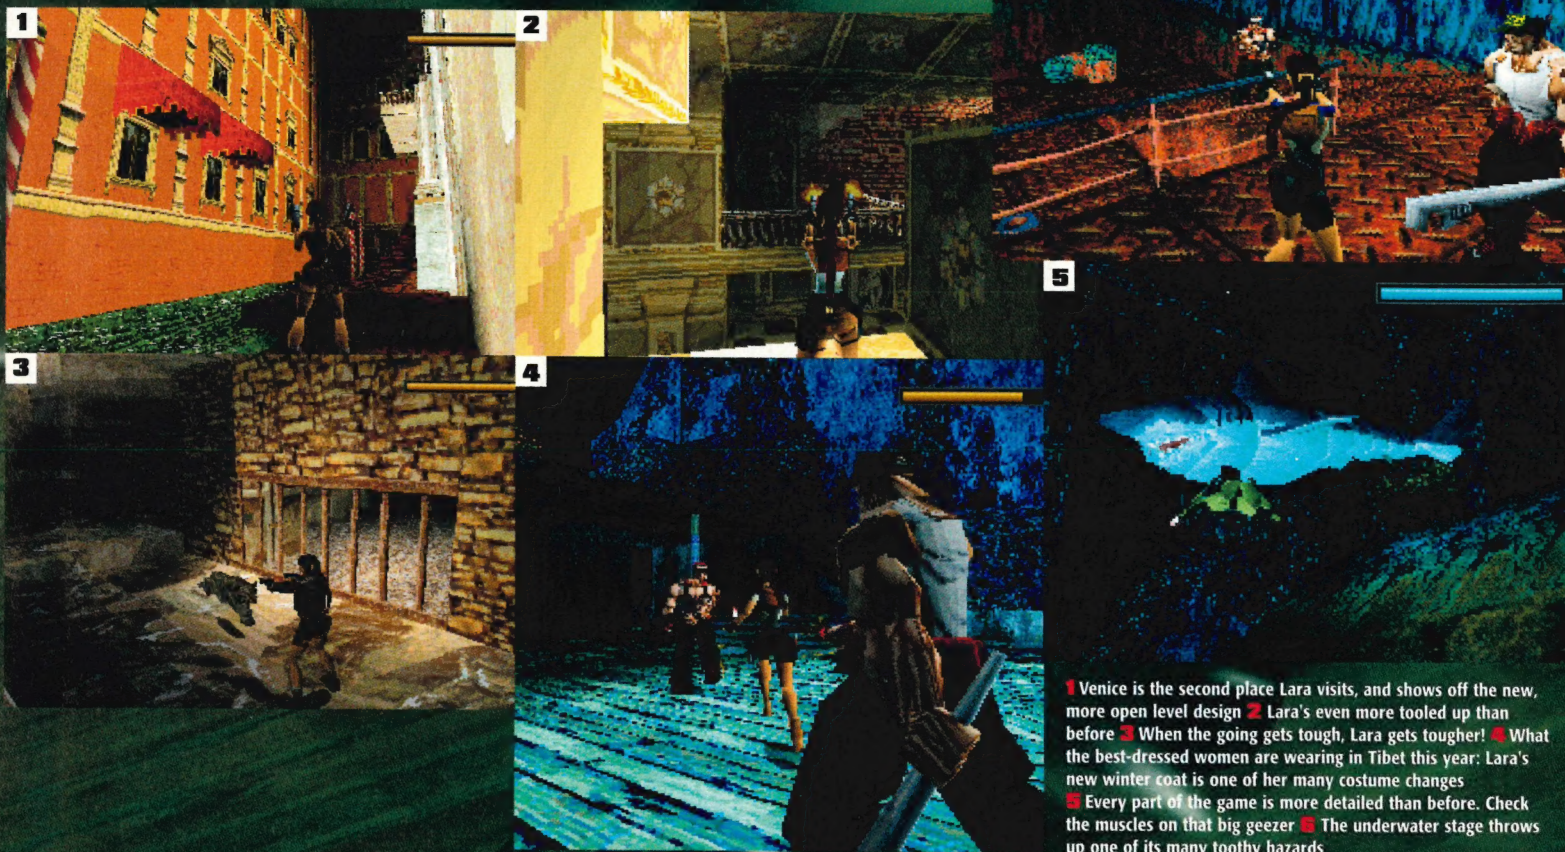 1
2
3
4
5
1 Venice is the second place Lara visits, and shows off the new,
more open level design 2 Lara's even more tooled up than
before 3 When the going gets tough, Lara gets tougher! 4 What
the best-dressed women are wearing in Tibet this year: Lara's
new winter coat is one of her many costume changes
5 Every part of the game is more detailed than before. Check
the muscles on that big geezer 6 The underwater stage throws
up one of its many toothy hazards